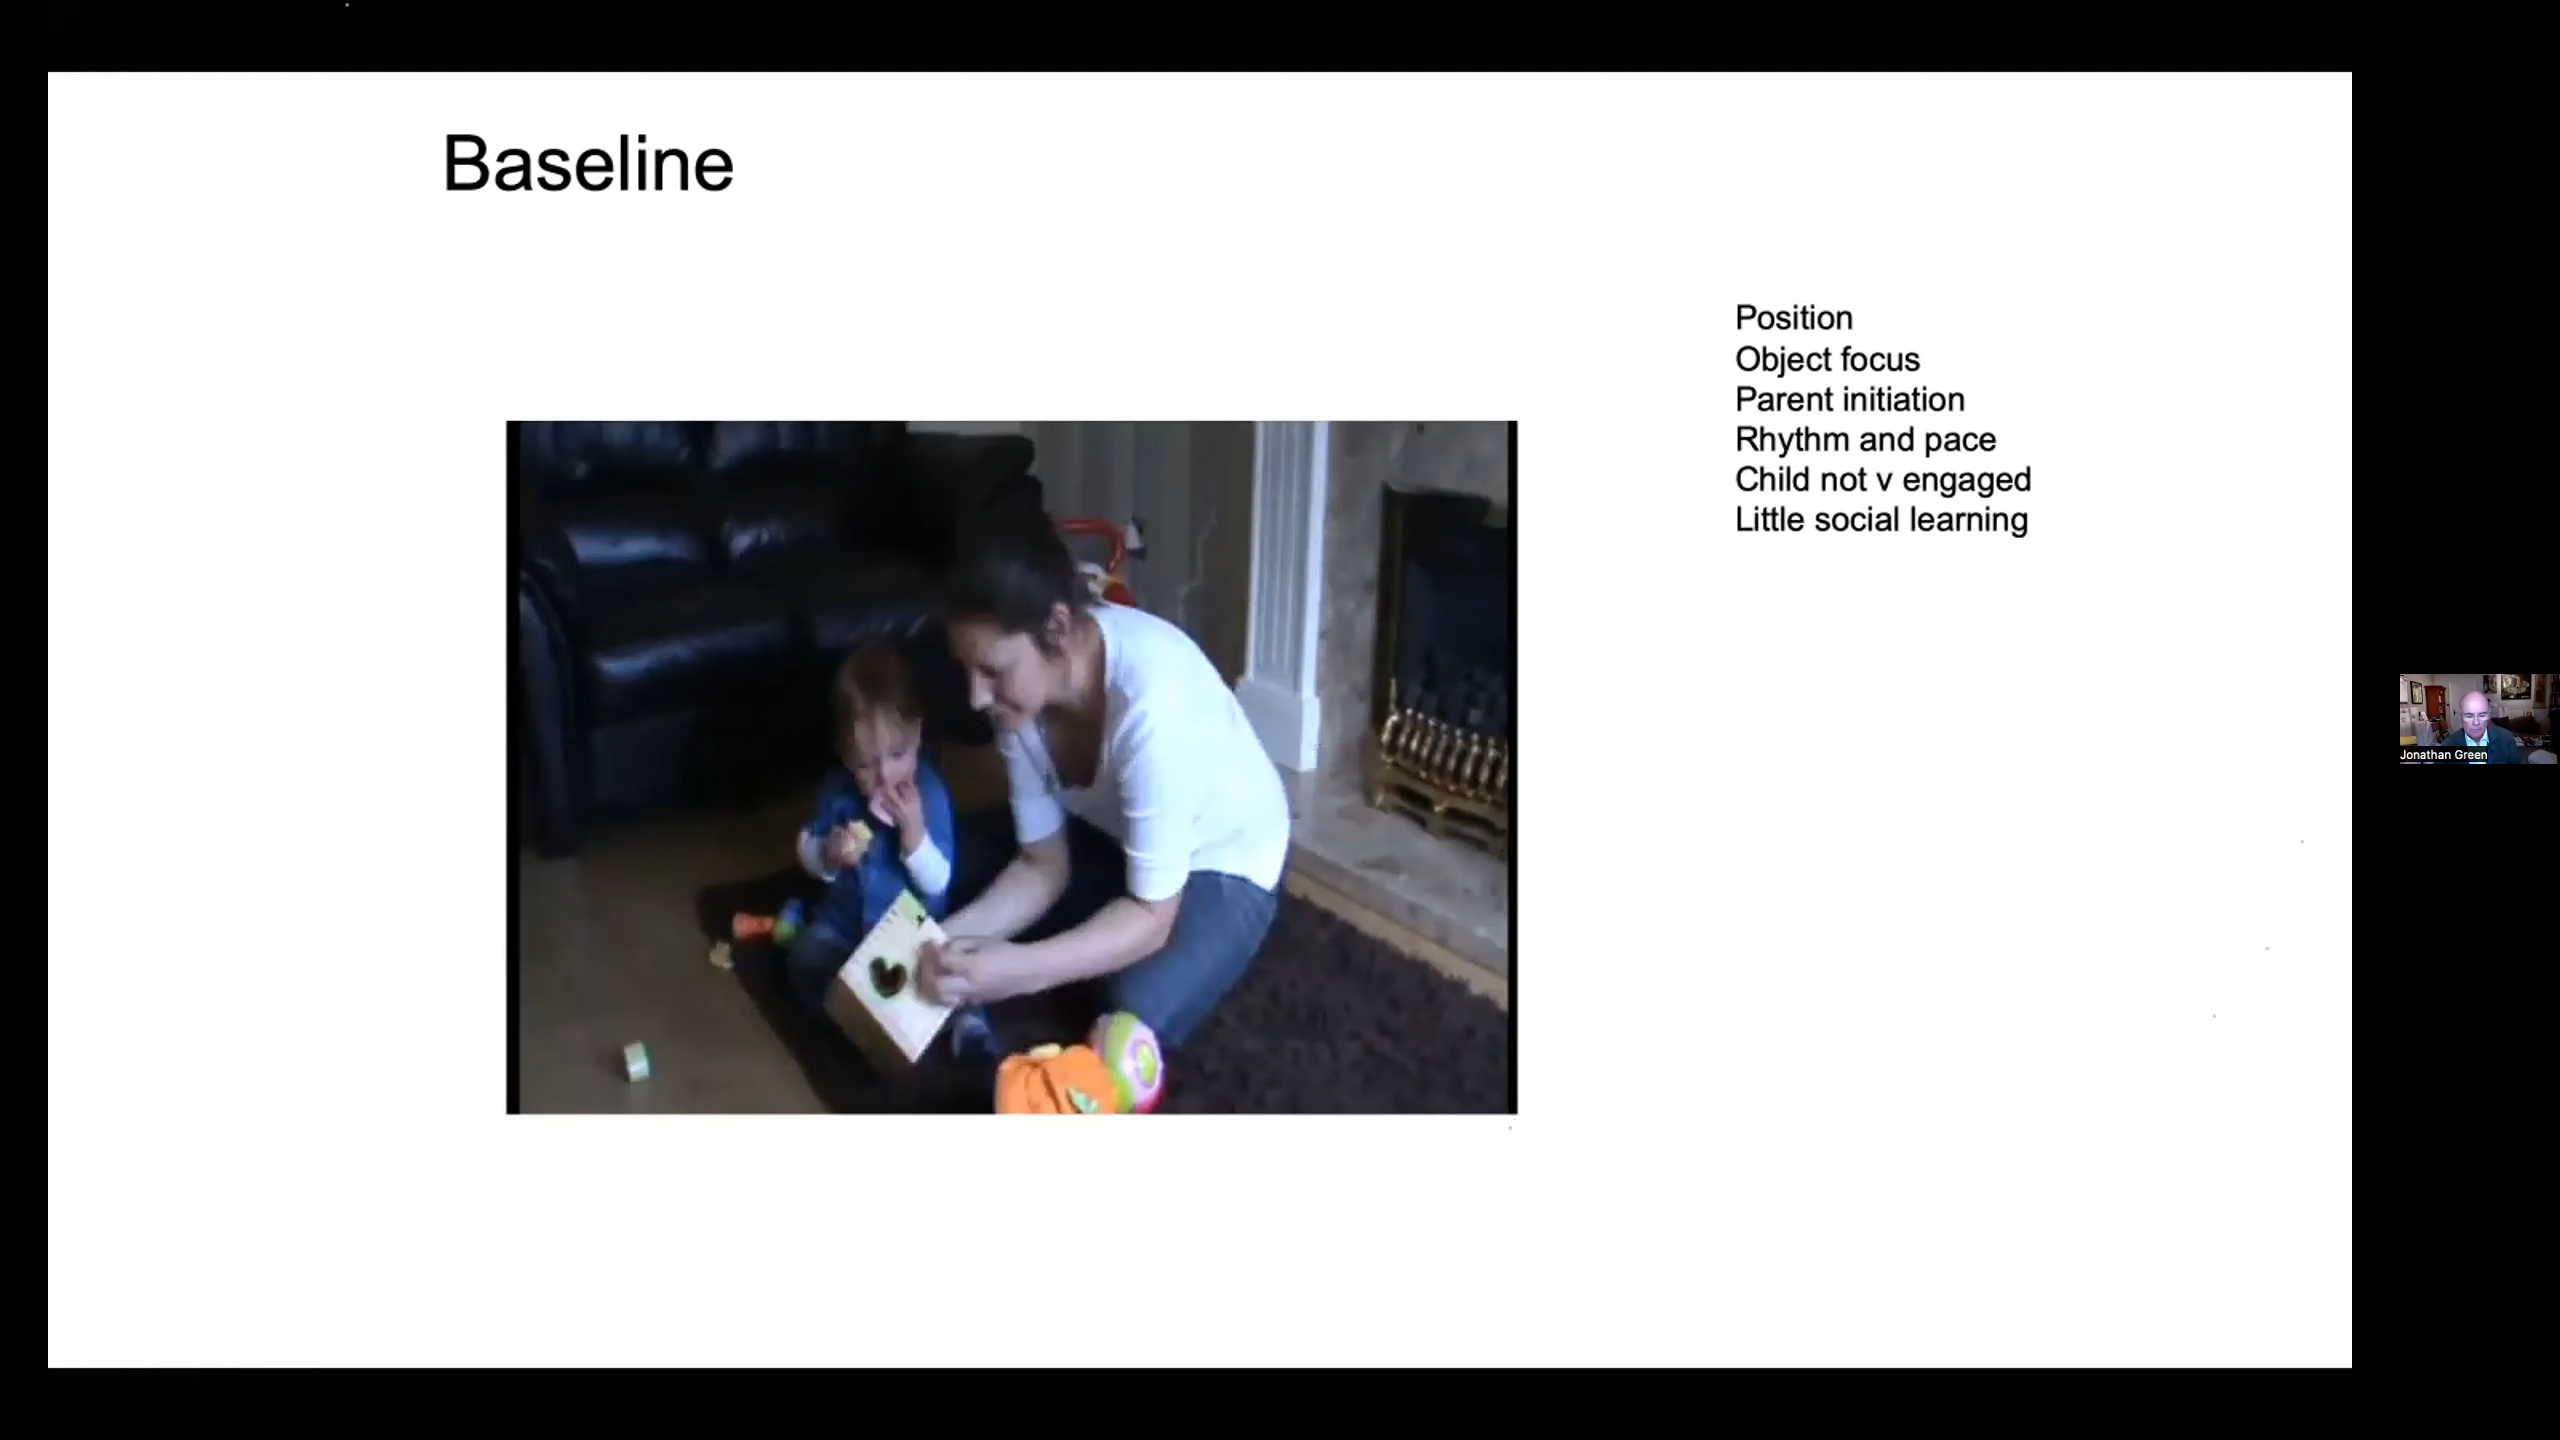 Baseline
Position
Object focus
Parent initiation
Rhythm and pace
Child not v engaged
Little social learning
Jonathan Green